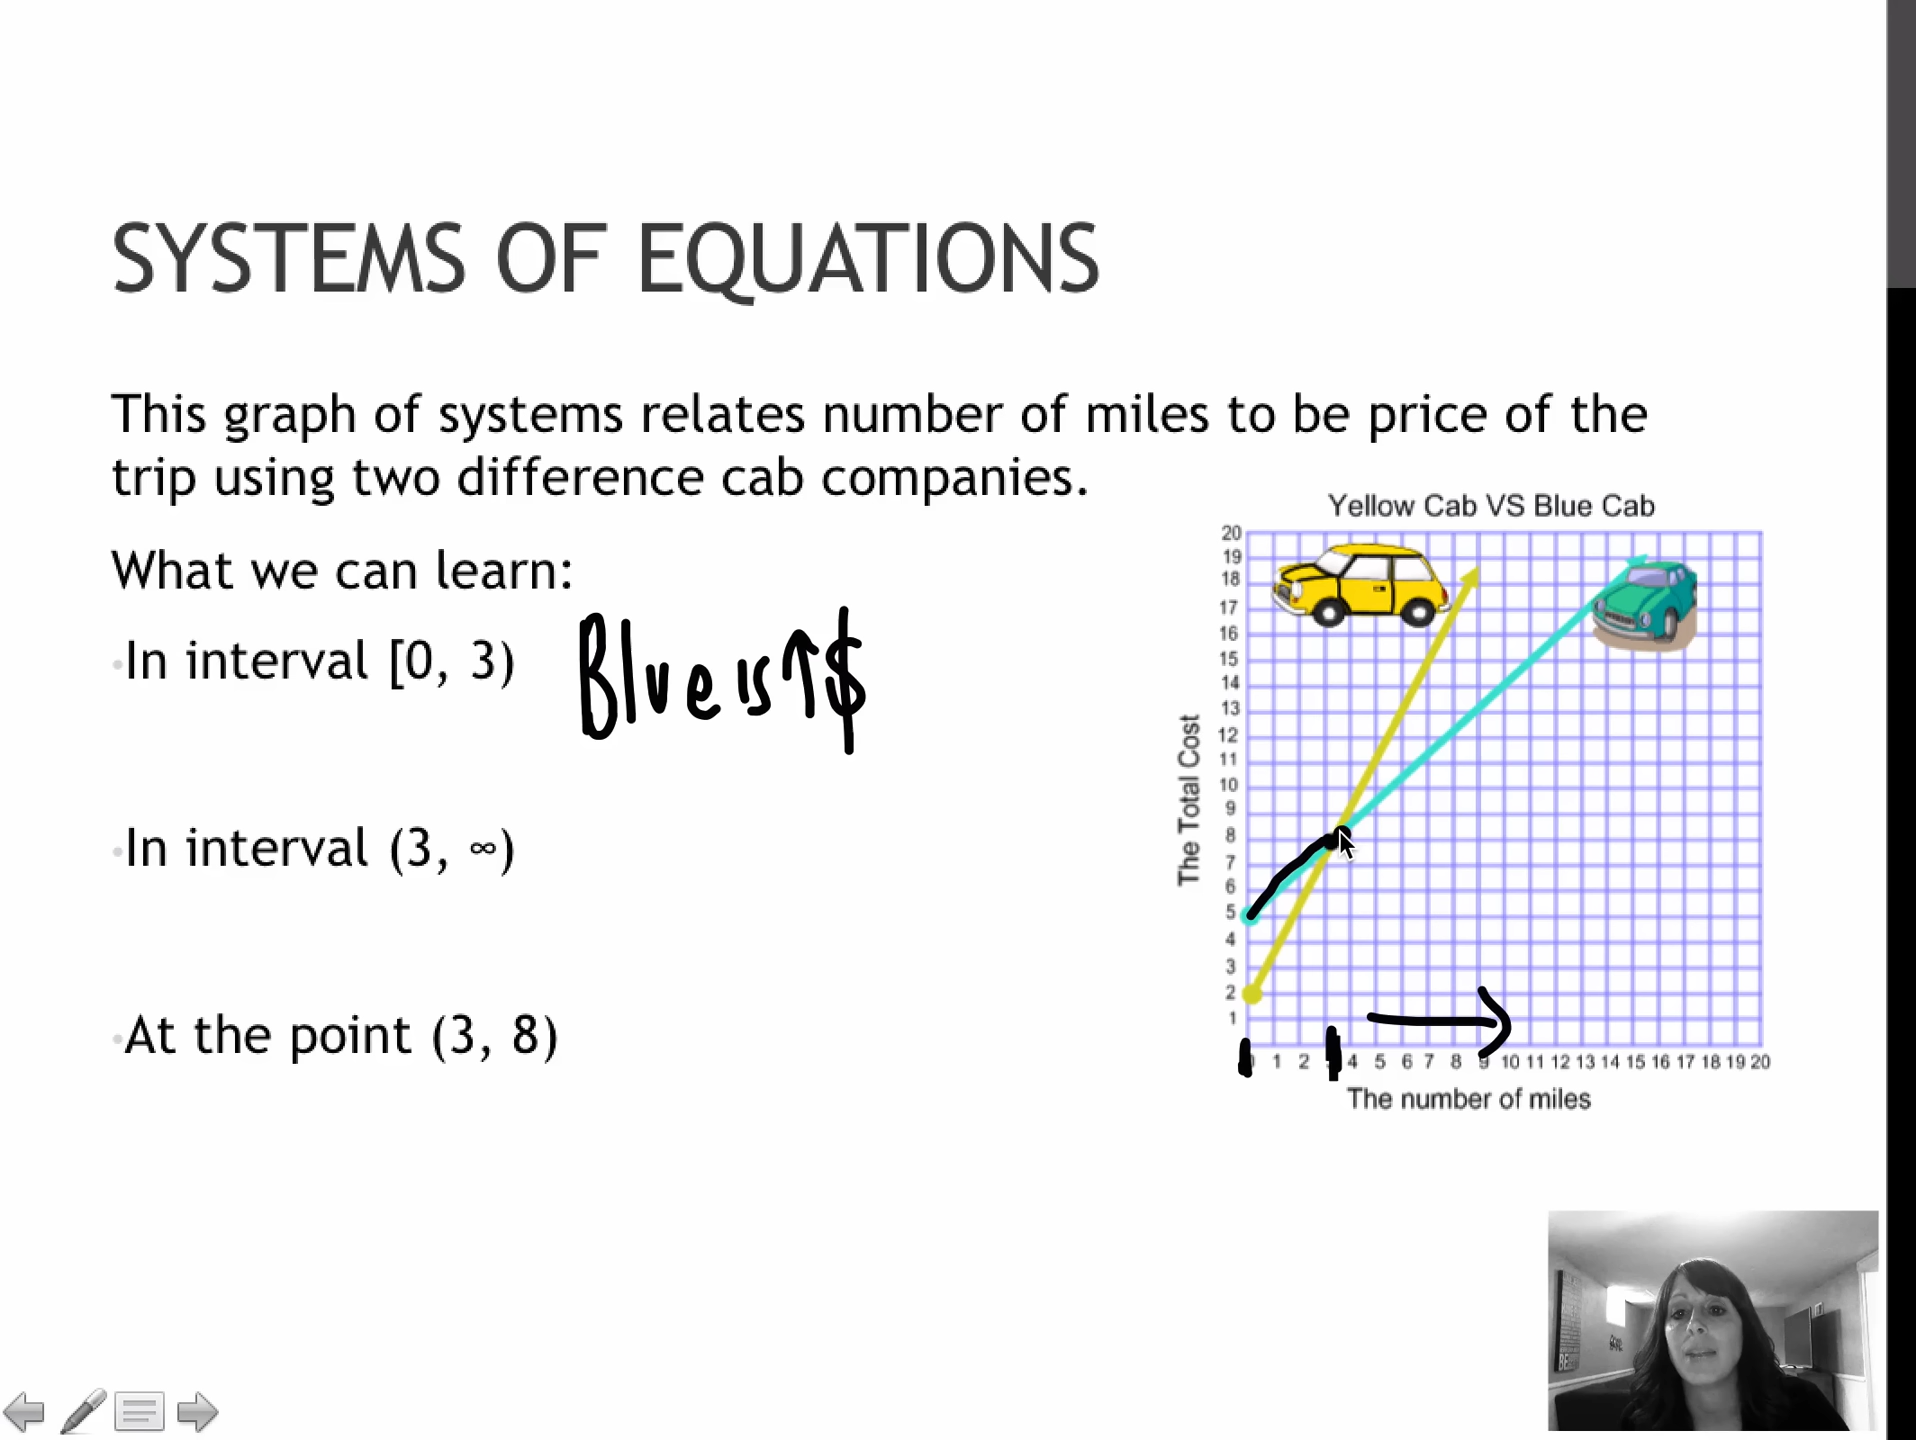 SYSTEMS OF EQUATIONS
This graph of systems relates number of miles to be price of the
trip using two difference cab companies.
What we can learn:
•In interval [0, 3) Blue is ↑$
•In interval (3, ∞)
•At the point (3, 8)
Yellow Cab VS Blue Cab
The Total Cost
20
19
18
17
16
15
14
13
12
11
10
9
8
7
6
5
4
3
2
1
1 2 4 5 6 7 8 9 10 11 12 13 14 15 16 17 18 19 20
The number of miles